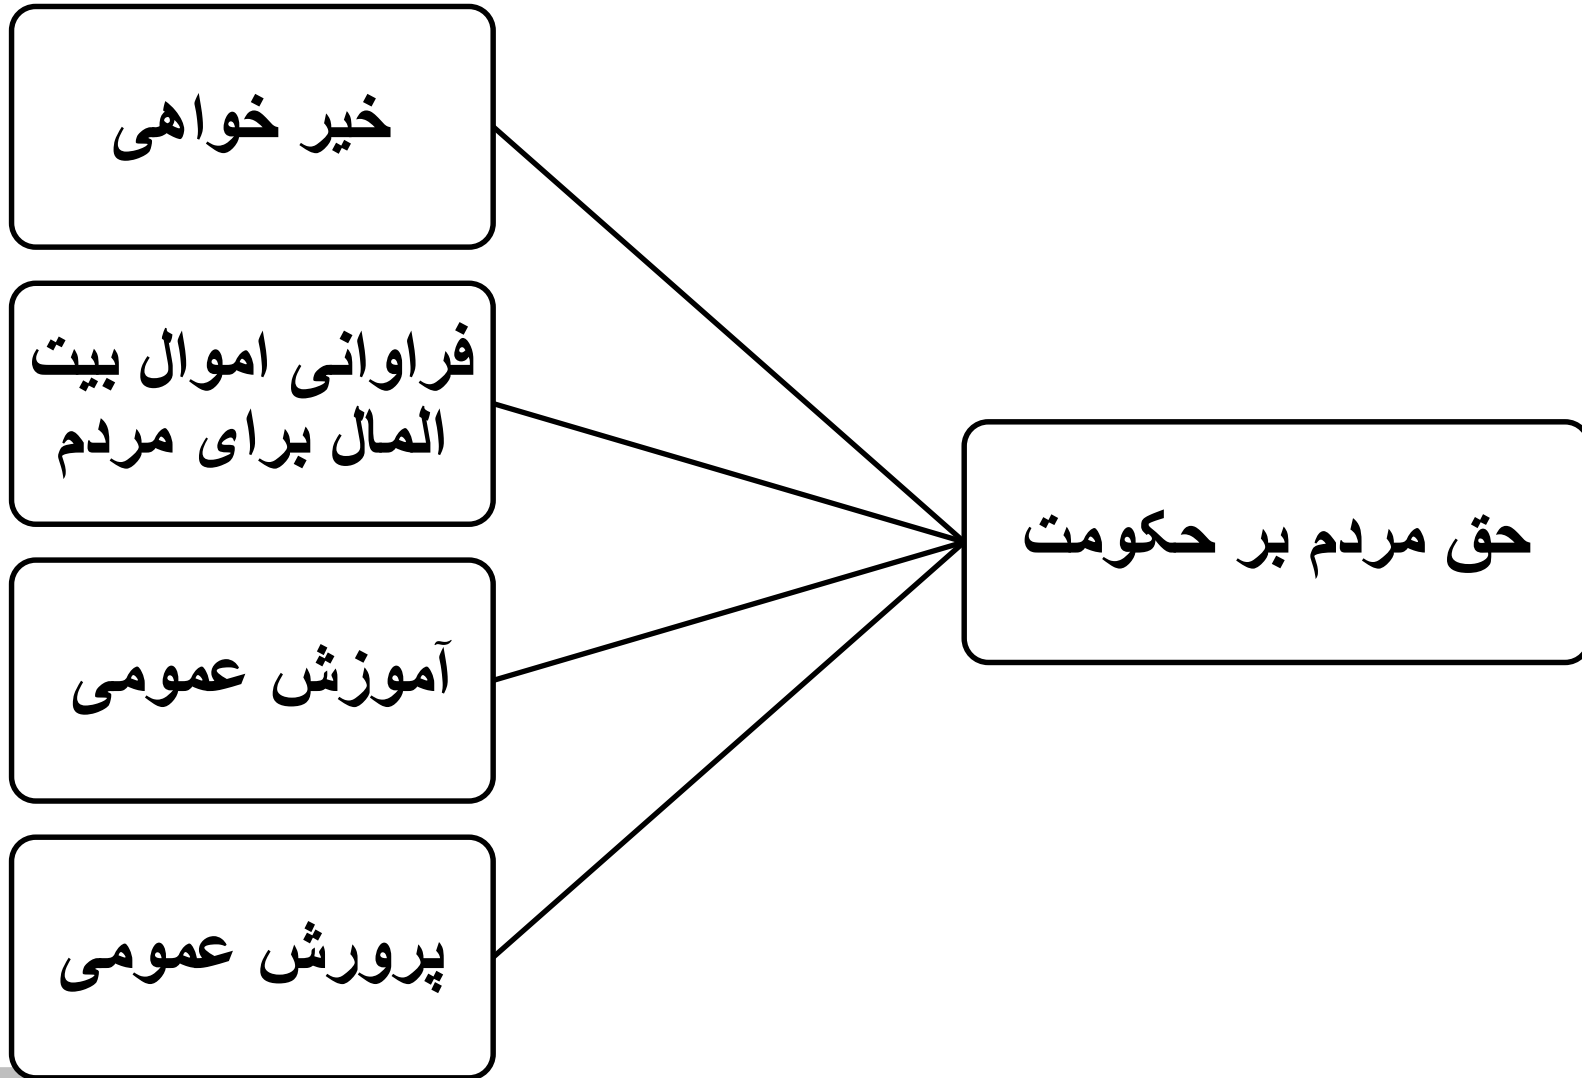 حق مردم بر حکومت
خیر خواهی
فراوانی اموال بیت
المال برای مردم
آموزش عمومی
پرورش عمومی